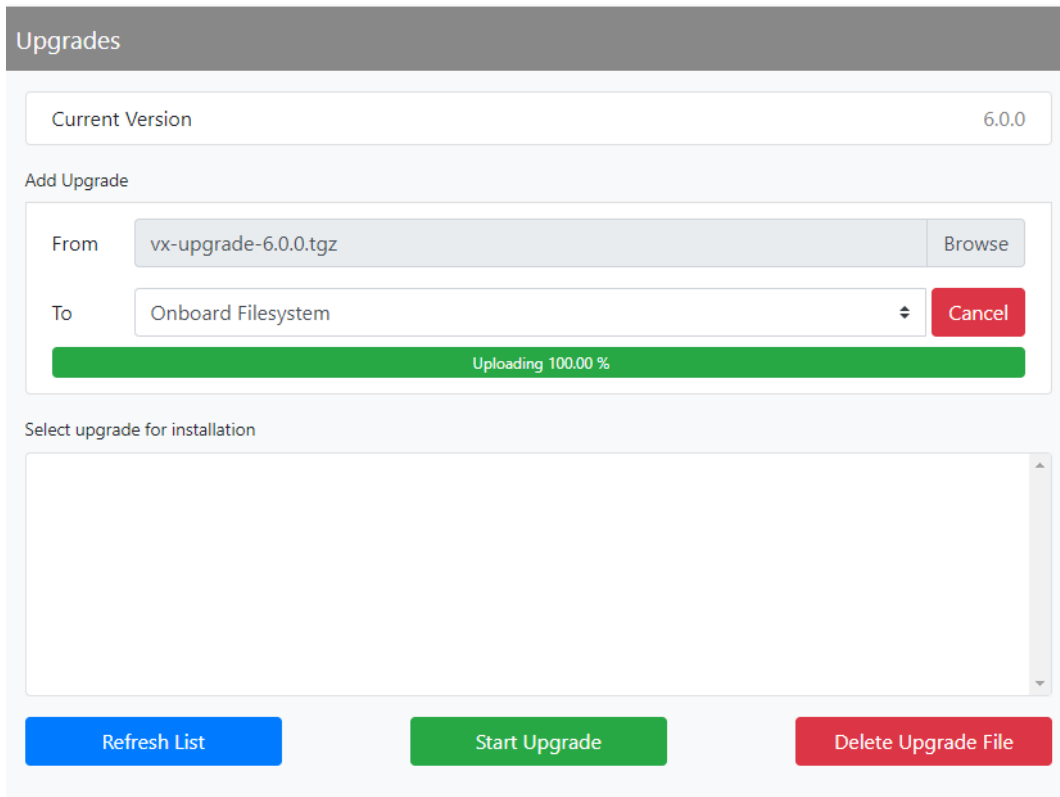 Upgrades
Current Version 6.0.0
Add Upgrade
From vx-upgrade-6.0.0.tgz Browse
To Onboard Filesystem Cancel
Uploading 100.00 %
Select upgrade for installation
Refresh List Start Upgrade Delete Upgrade File